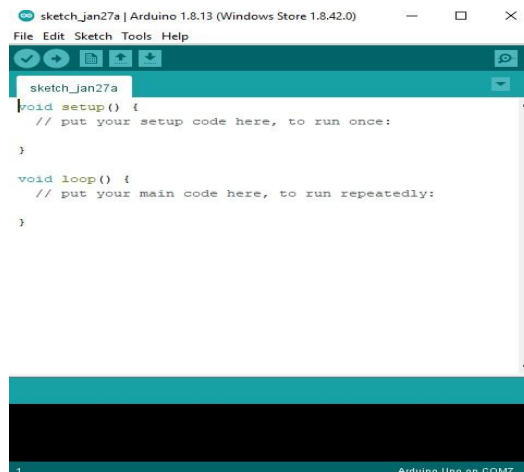 sketch_jan27a | Arduino 1.8.13 (Windows Store 1.8.42.0)
File Edit Sketch Tools Help
sketch_jan27a
void setup() {
  // put your setup code here, to run once:
}
void loop() {
  // put your main code here, to run repeatedly:
}
1
Arduino Uno on COM7